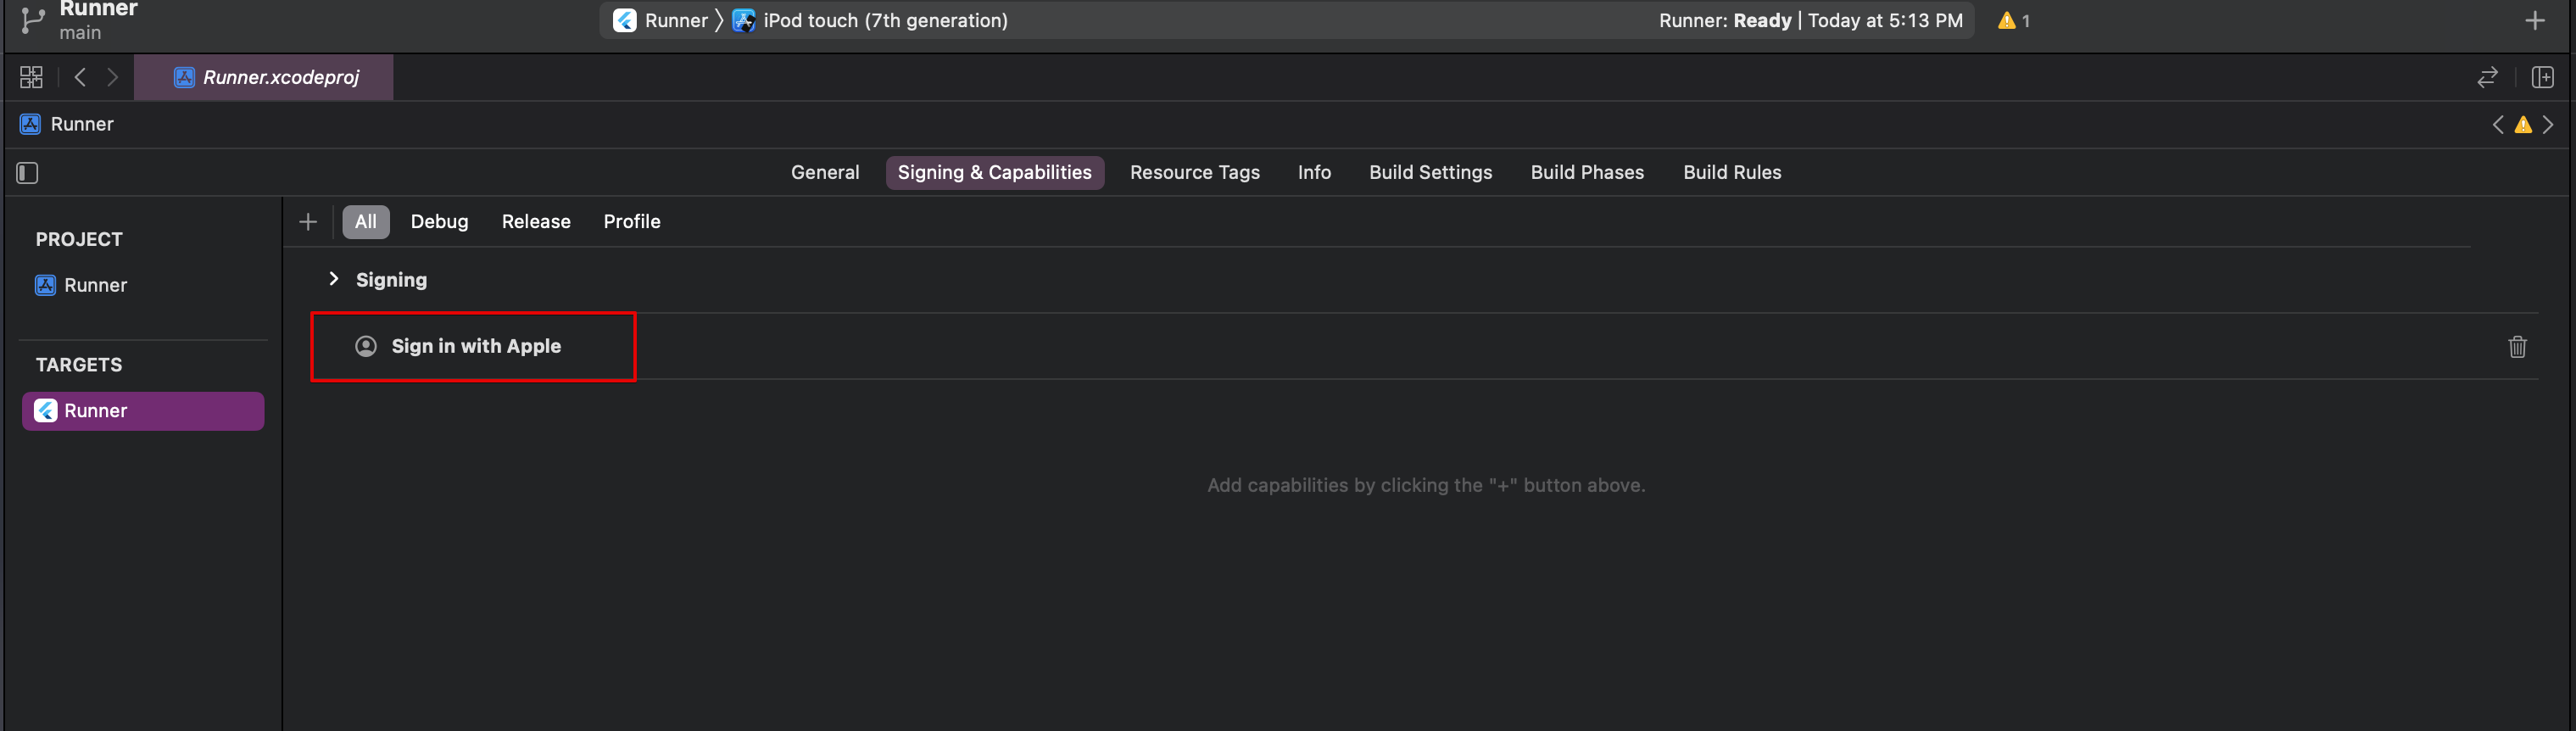 Runner
main
Runner 〉 iPod touch (7th generation)
Runner: Ready | Today at 5:13 PM
1
Runner.xcodeproj
Runner
General
Signing & Capabilities
Resource Tags
Info
Build Settings
Build Phases
Build Rules
PROJECT
Runner
TARGETS
Runner
All
Debug
Release
Profile
Signing
Sign in with Apple
Add capabilities by clicking the "+" button above.